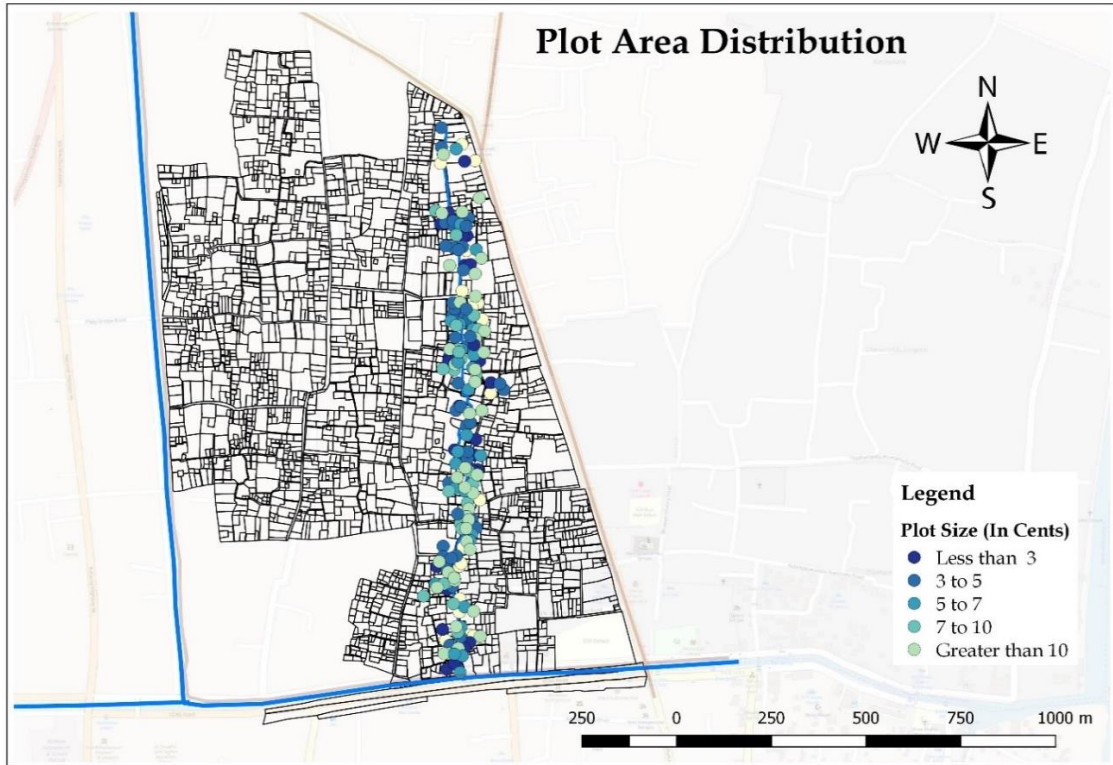 Plot Area Distribution
N
W E
S
Legend
Plot Size (In Cents)
Less than 3
3 to 5
5 to 7
7 to 10
Greater than 10
250 0 250 500 750 1000 m